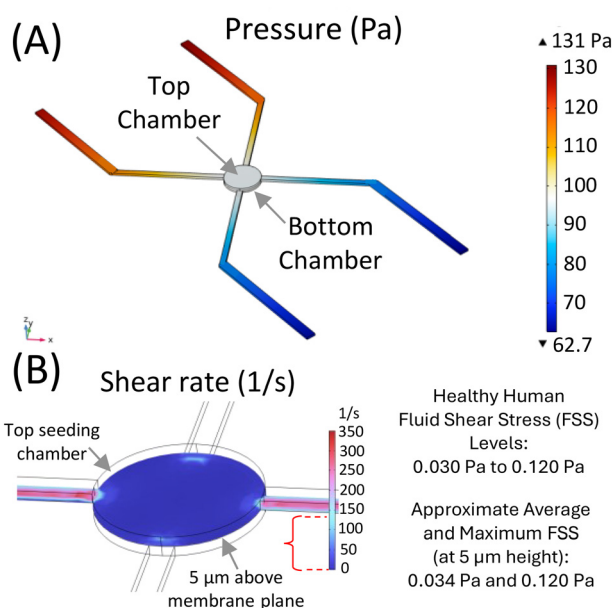 (A)
Pressure (Pa)
▲ 131 Pa
130
120
110
100
90
80
70
▼ 62.7
Top
Chamber
Bottom
Chamber
z
y
x
(B)
Shear rate (1/s)
Top seeding
chamber
1/s
350
300
250
200
150
100
50
0
5 µm above
membrane plane
Healthy Human
Fluid Shear Stress (FSS)
Levels:
0.030 Pa to 0.120 Pa
Approximate Average
and Maximum FSS
(at 5 µm height):
0.034 Pa and 0.120 Pa